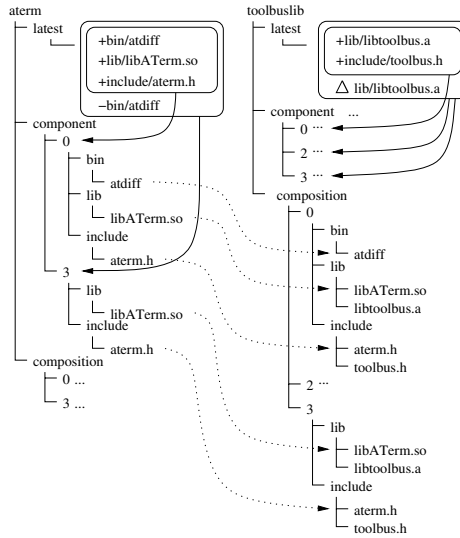 aterm
latest
+bin/atdiff
+lib/libATerm.so
+include/aterm.h
−bin/atdiff
component
0
bin
atdiff
lib
libATerm.so
include
aterm.h
3
lib
libATerm.so
include
aterm.h
composition
0 ...
3 ...
toolbuslib
latest
+lib/libtoolbus.a
+include/toolbus.h
△ lib/libtoolbus.a
component ...
0 ...
2 ...
3 ...
composition
0
bin
atdiff
lib
libATerm.so
libtoolbus.a
include
aterm.h
toolbus.h
2 ...
3
lib
libATerm.so
libtoolbus.a
include
aterm.h
toolbus.h